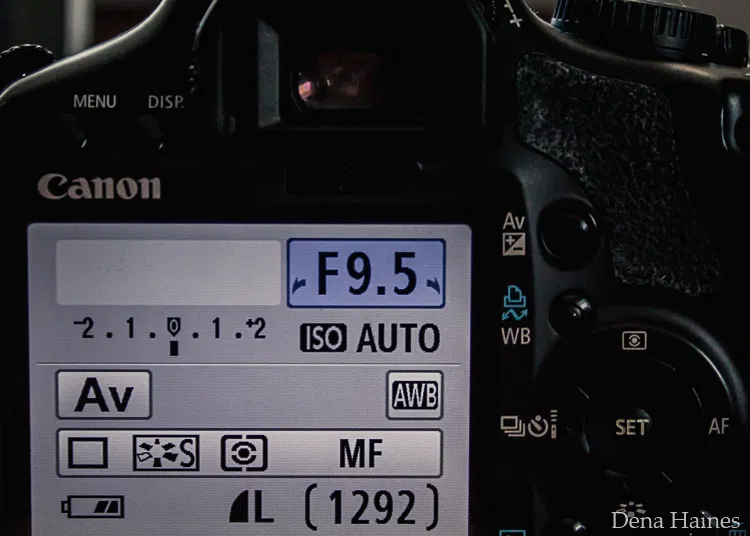 MENU DISP.
Canon
Av
F9.5
-2.1.0.1.+2
ISO AUTO
WB
Av
AWB
S
MF
SET
AF
L (1292)
Dena Haines